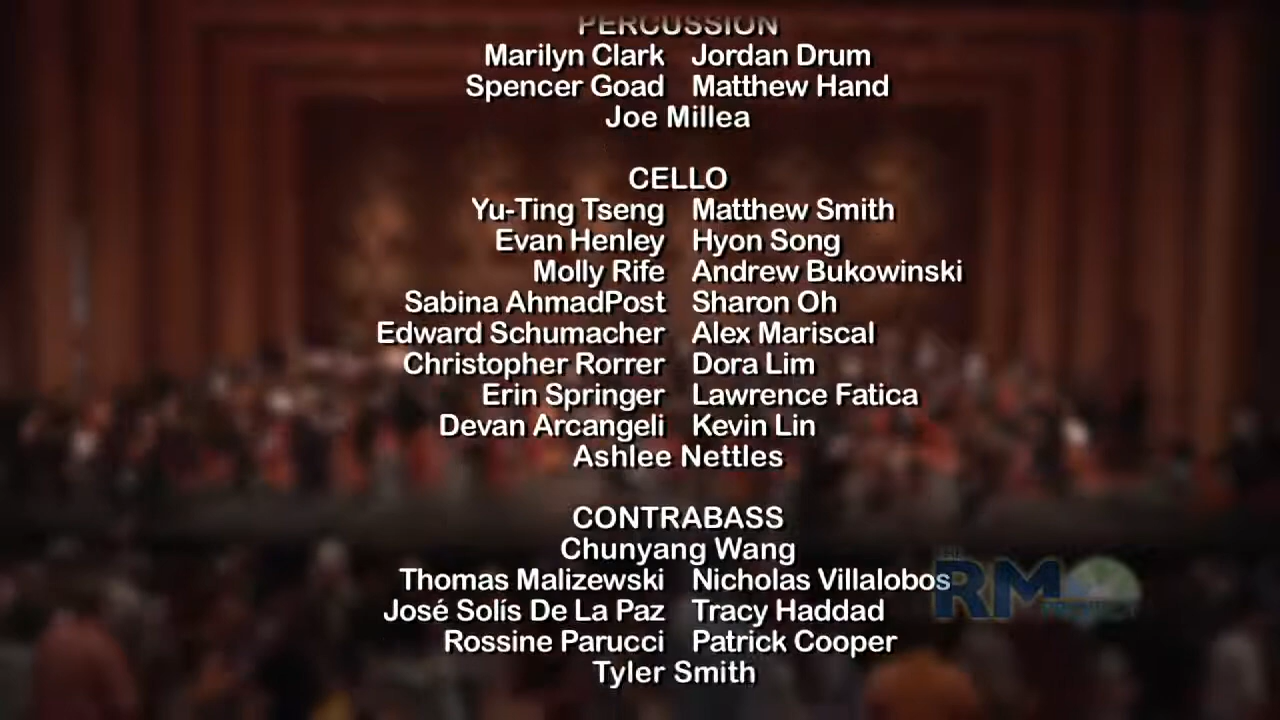 PERCUSSION
Marilyn Clark Jordan Drum
Spencer Goad Matthew Hand
Joe Millea
CELLO
Yu-Ting Tseng Matthew Smith
Evan Henley Hyon Song
Molly Rife Andrew Bukowinski
Sabina AhmadPost Sharon Oh
Edward Schumacher Alex Mariscal
Christopher Rorrer Dora Lim
Erin Springer Lawrence Fatica
Devan Arcangeli Kevin Lin
Ashlee Nettles
CONTRABASS
Chunyang Wang
Thomas Malizewski Nicholas Villalobos
José Solís De La Paz Tracy Haddad
Rossine Parucci Patrick Cooper
Tyler Smith
THE
RM